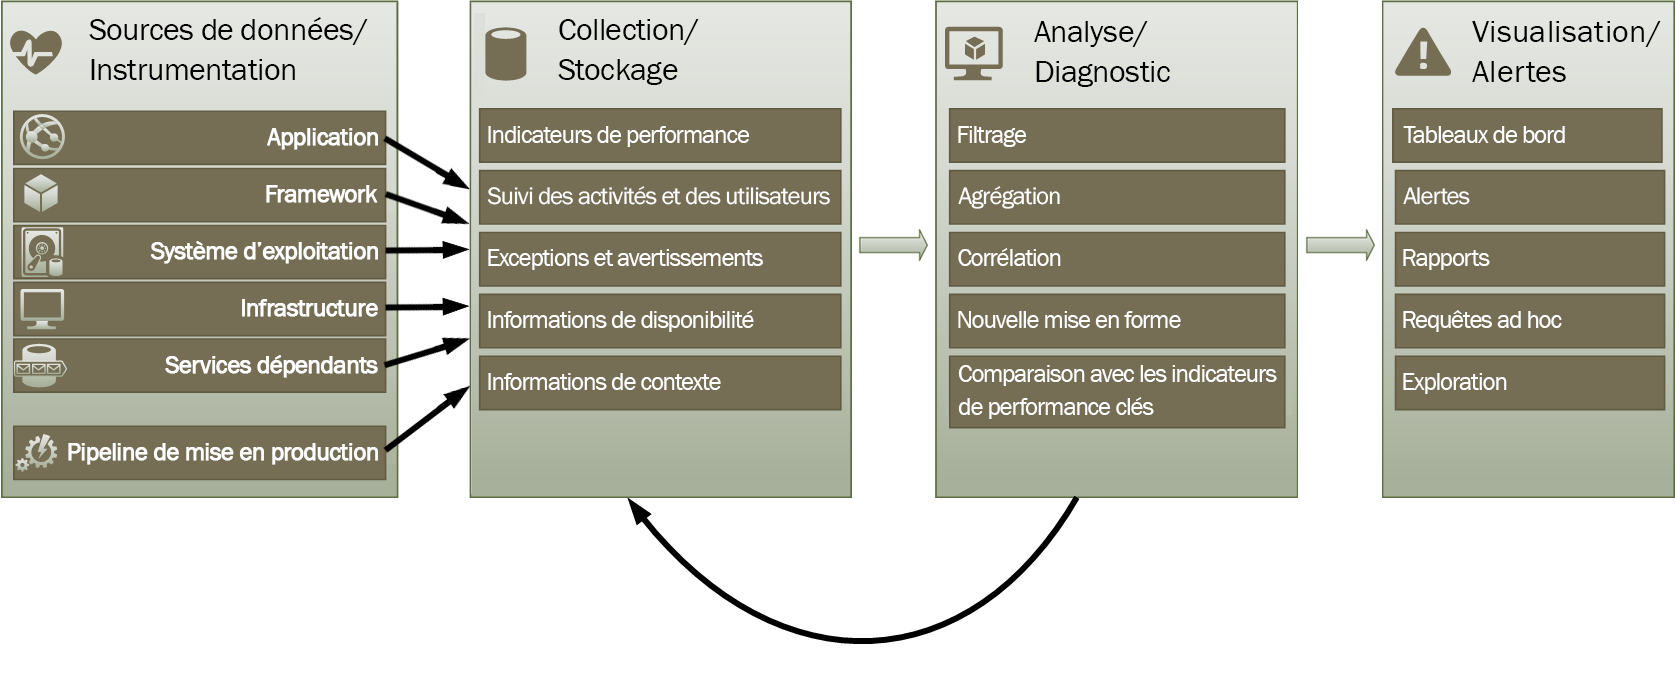 Sources de données/
Instrumentation
Application
Framework
Système d’exploitation
Infrastructure
Services dépendants
Pipeline de mise en production
Collection/
Stockage
Indicateurs de performance
Suivi des activités et des utilisateurs
Exceptions et avertissements
Informations de disponibilité
Informations de contexte
Analyse/
Diagnostic
Filtrage
Agrégation
Corrélation
Nouvelle mise en forme
Comparaison avec les indicateurs
de performance clés
Visualisation/
Alertes
Tableaux de bord
Alertes
Rapports
Requêtes ad hoc
Exploration